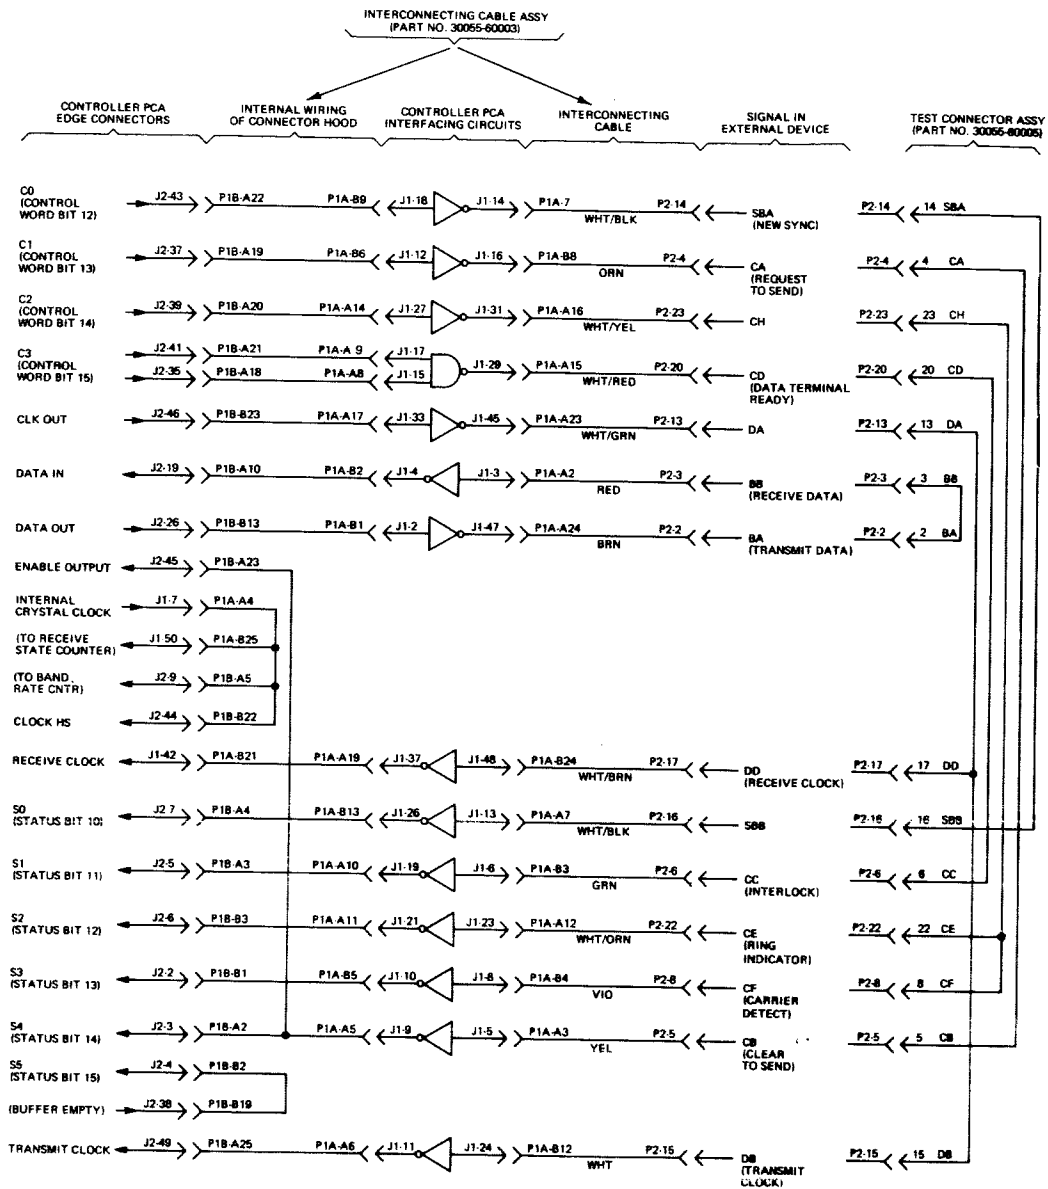 INTERCONNECTING CABLE ASSY
(PART NO. 30055-60003)
CONTROLLER PCA
EDGE CONNECTORS
INTERNAL WIRING
OF CONNECTOR HOOD
CONTROLLER PCA
INTERFACING CIRCUITS
INTERCONNECTING
CABLE
SIGNAL IN
EXTERNAL DEVICE
TEST CONNECTOR ASSY
(PART NO. 30055-60005)
C0
(CONTROL
WORD BIT 12)
J2-43 P1B-A22 P1A-B9 J1-18 J1-14 P1A-7 P2-14
WHT/BLK
SBA
(NEW SYNC)
P2-14 14 SBA
C1
(CONTROL
WORD BIT 13)
J2-37 P1B-A19 P1A-B6 J1-12 J1-16 P1A-B8 P2-4
ORN
CA
(REQUEST
TO SEND)
P2-4 4 CA
C2
(CONTROL
WORD BIT 14)
J2-39 P1B-A20 P1A-A14 J1-27 J1-31 P1A-A16 P2-23
WHT/YEL
CH
P2-23 23 CH
C3
(CONTROL
WORD BIT 15)
J2-41 P1B-A21 P1A-A 9 J1-17
J2-35 P1B-A18 P1A-A8 J1-15
J1-29 P1A-A15 P2-20
WHT/RED
CD
(DATA TERMINAL
READY)
P2-20 20 CD
CLK OUT
J2-46 P1B-B23 P1A-A17 J1-33 J1-45 P1A-A23 P2-13
WHT/GRN
DA
P2-13 13 DA
DATA IN
J2-19 P1B-A10 P1A-B2 J1-4 J1-3 P1A-A2 P2-3
RED
BB
(RECEIVE DATA)
P2-3 3 BB
DATA OUT
J2-26 P1B-B13 P1A-B1 J1-2 J1-47 P1A-A24 P2-2
BRN
BA
(TRANSMIT DATA)
P2-2 2 BA
ENABLE OUTPUT
J2-45 P1B-A23
INTERNAL
CRYSTAL CLOCK
J1-7 P1A-A4
(TO RECEIVE
STATE COUNTER)
J1 50 P1A-B25
(TO BAND.
RATE CNTR)
J2-9 P1B-A5
CLOCK HS
J2-44 P1B-B22
RECEIVE CLOCK
J1-42 P1A-B21 P1A-A19 J1-37 J1-48 P1A-B24 P2-17
WHT/BRN
DD
(RECEIVE CLOCK)
P2-17 17 DD
S0
(STATUS BIT 10)
J2 7 P1B-A4 P1A-B13 J1-26 J1-13 P1A-A7 P2-16
WHT/BLK
SBB
P2-16 16 SBB
S1
(STATUS BIT 11)
J2-5 P1B-A3 P1A-A10 J1-19 J1-6 P1A-B3 P2-6
GRN
CC
(INTERLOCK)
P2-6 6 CC
S2
(STATUS BIT 12)
J2-6 P1B-B3 P1A-A11 J1-21 J1-23 P1A-A12 P2-22
WHT/ORN
CE
(RING
INDICATOR)
P2-22 22 CE
S3
(STATUS BIT 13)
J2-2 P1B-B1 P1A-B5 J1-10 J1-8 P1A-B4 P2-8
VIO
CF
(CARRIER
DETECT)
P2-8 8 CF
S4
(STATUS BIT 14)
J2-3 P1B-A2 P1A-A5 J1-9 J1-5 P1A-A3 P2-5
YEL
CB
(CLEAR
TO SEND)
P2-5 5 CB
S5
(STATUS BIT 15)
J2-4 P1B-B2
(BUFFER EMPTY)
J2-38 P1B-B19
TRANSMIT CLOCK
J2-49 P1B-A25 P1A-A6 J1-11 J1-24 P1A-B12 P2-15
WHT
DB
(TRANSMIT
CLOCK)
P2-15 15 DB